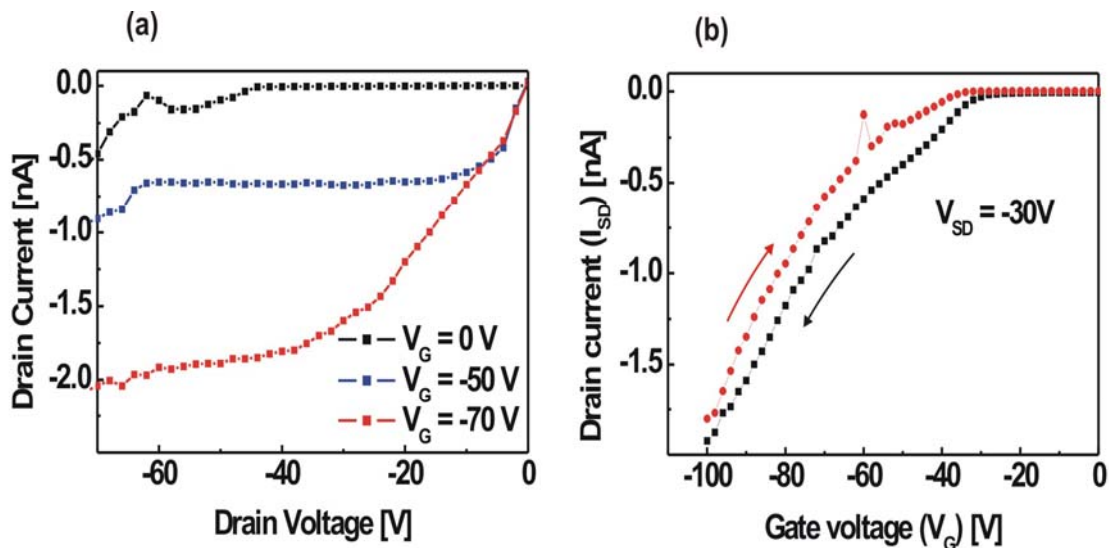 (a)
0.0
-0.5
-1.0
-1.5
-2.0
Drain Current [nA]
V_G = 0 V
V_G = -50 V
V_G = -70 V
-60
-40
-20
0
Drain Voltage [V]
(b)
0.0
-0.5
-1.0
-1.5
Drain current (I_SD) [nA]
V_SD = -30V
-100
-80
-60
-40
-20
0
Gate voltage (V_G) [V]